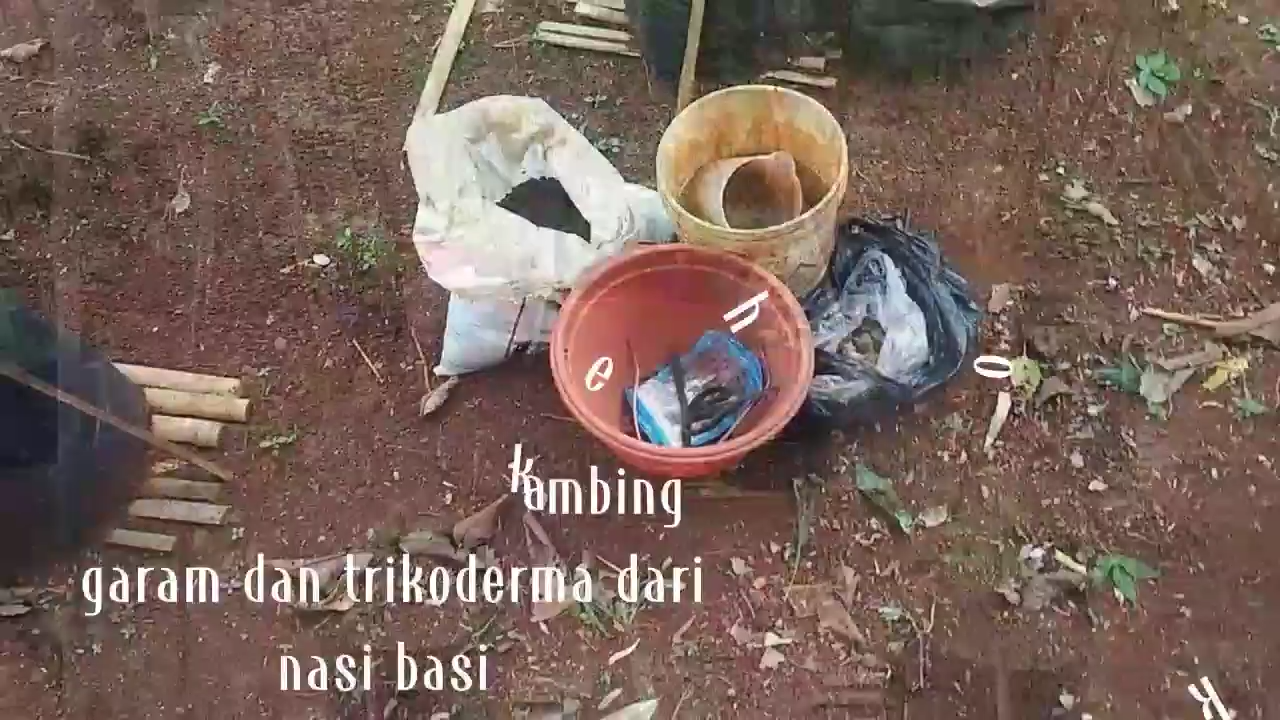 kambing
garam dan trikoderma dari
nasi basi